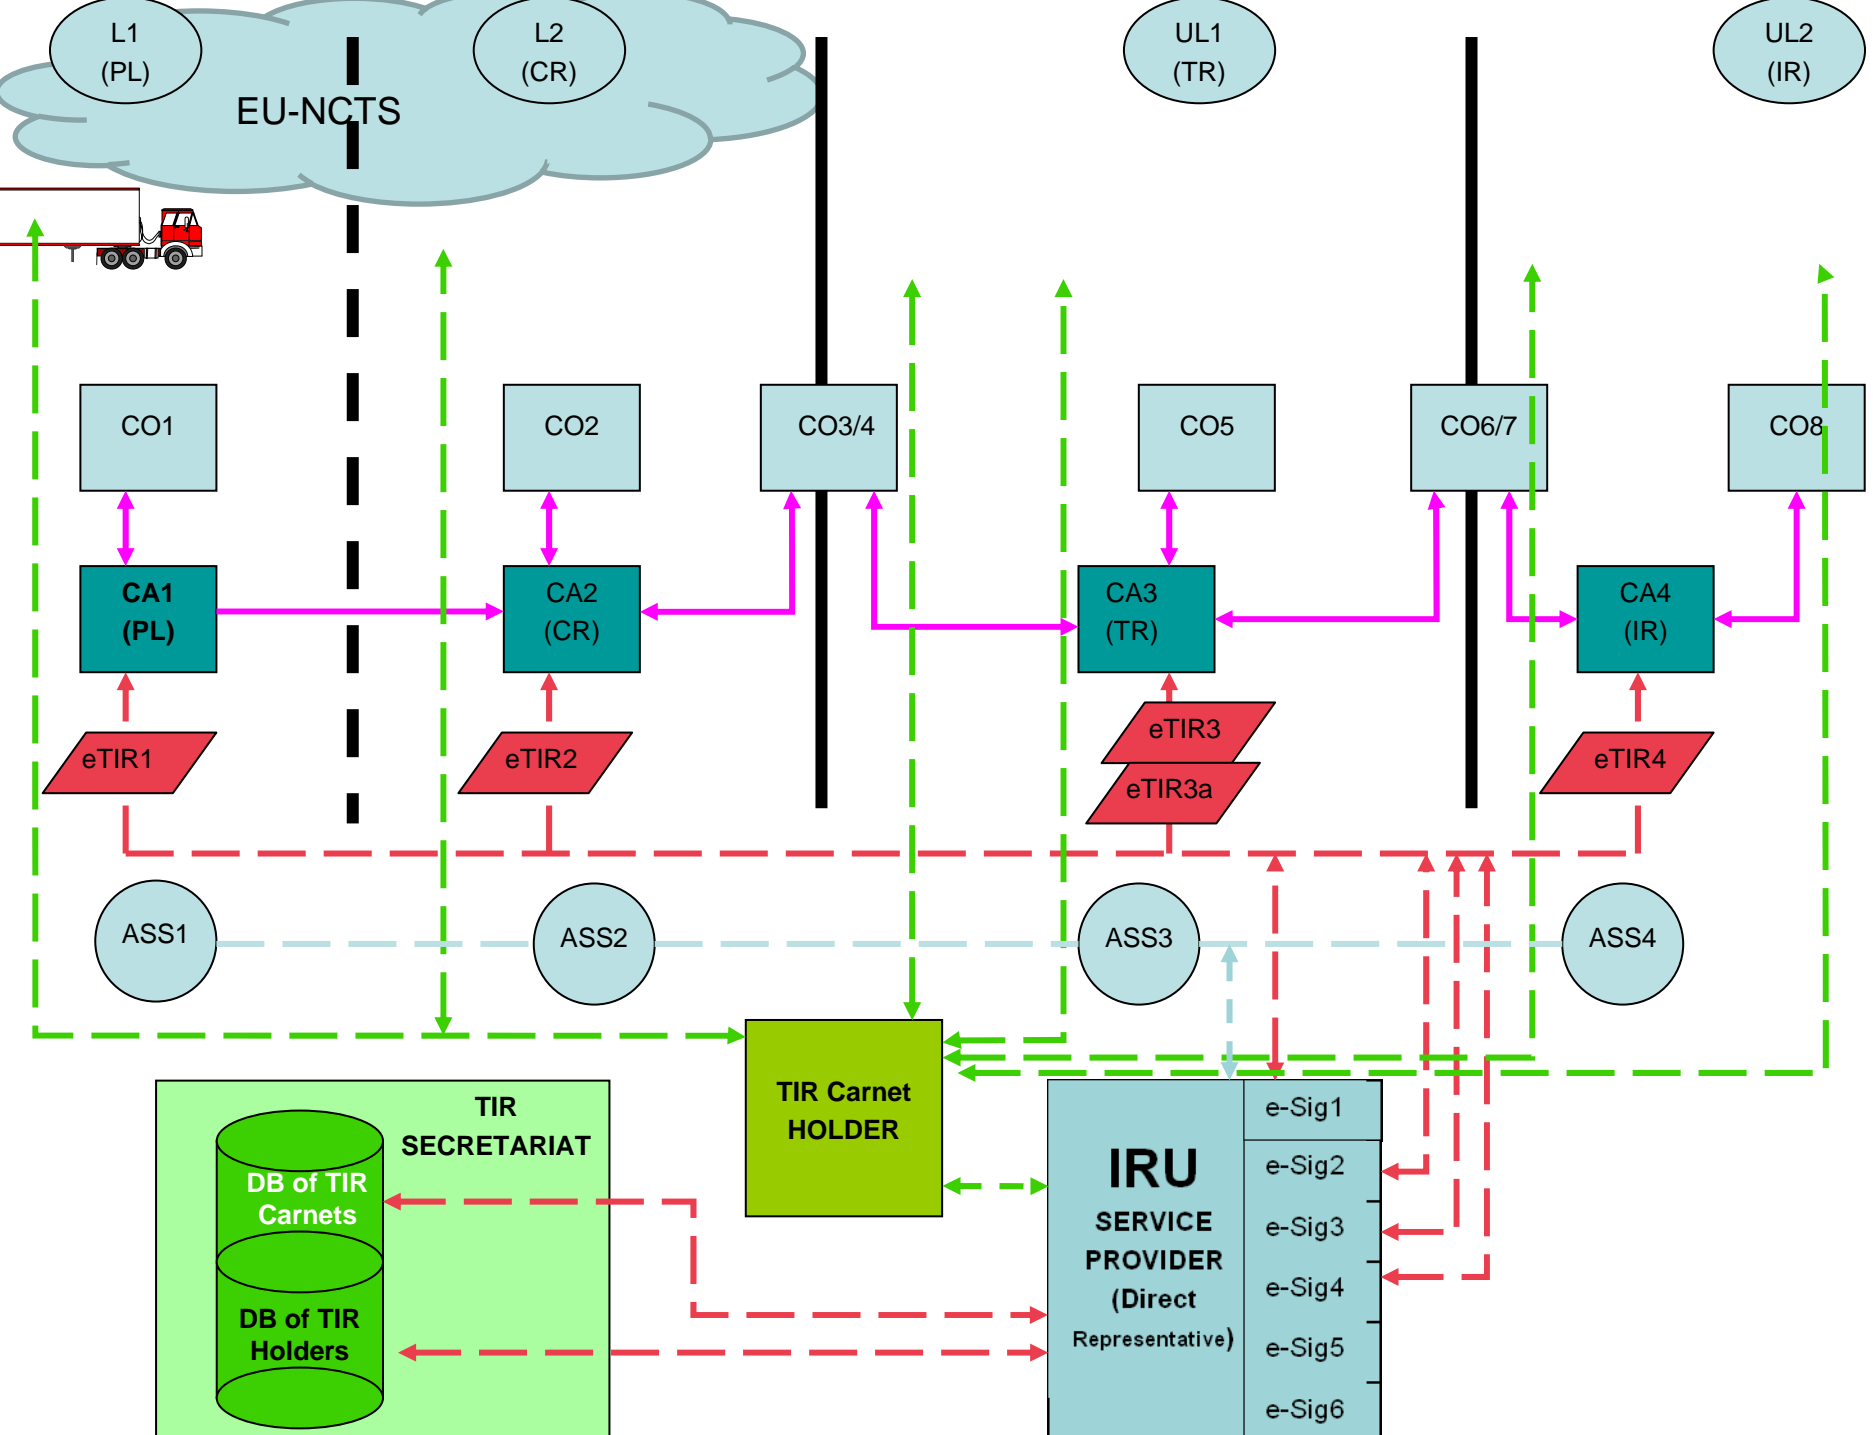 L1
(PL)
L2
(CR)
UL1
(TR)
UL2
(IR)
EU-NCTS
CO1
CO2
CO3/4
CO5
CO6/7
CO8
CA1
(PL)
CA2
(CR)
CA3
(TR)
CA4
(IR)
eTIR1
eTIR2
eTIR3
eTIR3a
eTIR4
ASS1
ASS2
ASS3
ASS4
TIR
SECRETARIAT
DB of TIR
Carnets
DB of TIR
Holders
TIR Carnet
HOLDER
IRU
SERVICE
PROVIDER
(Direct
Representative)
e-Sig1
e-Sig2
e-Sig3
e-Sig4
e-Sig5
e-Sig6